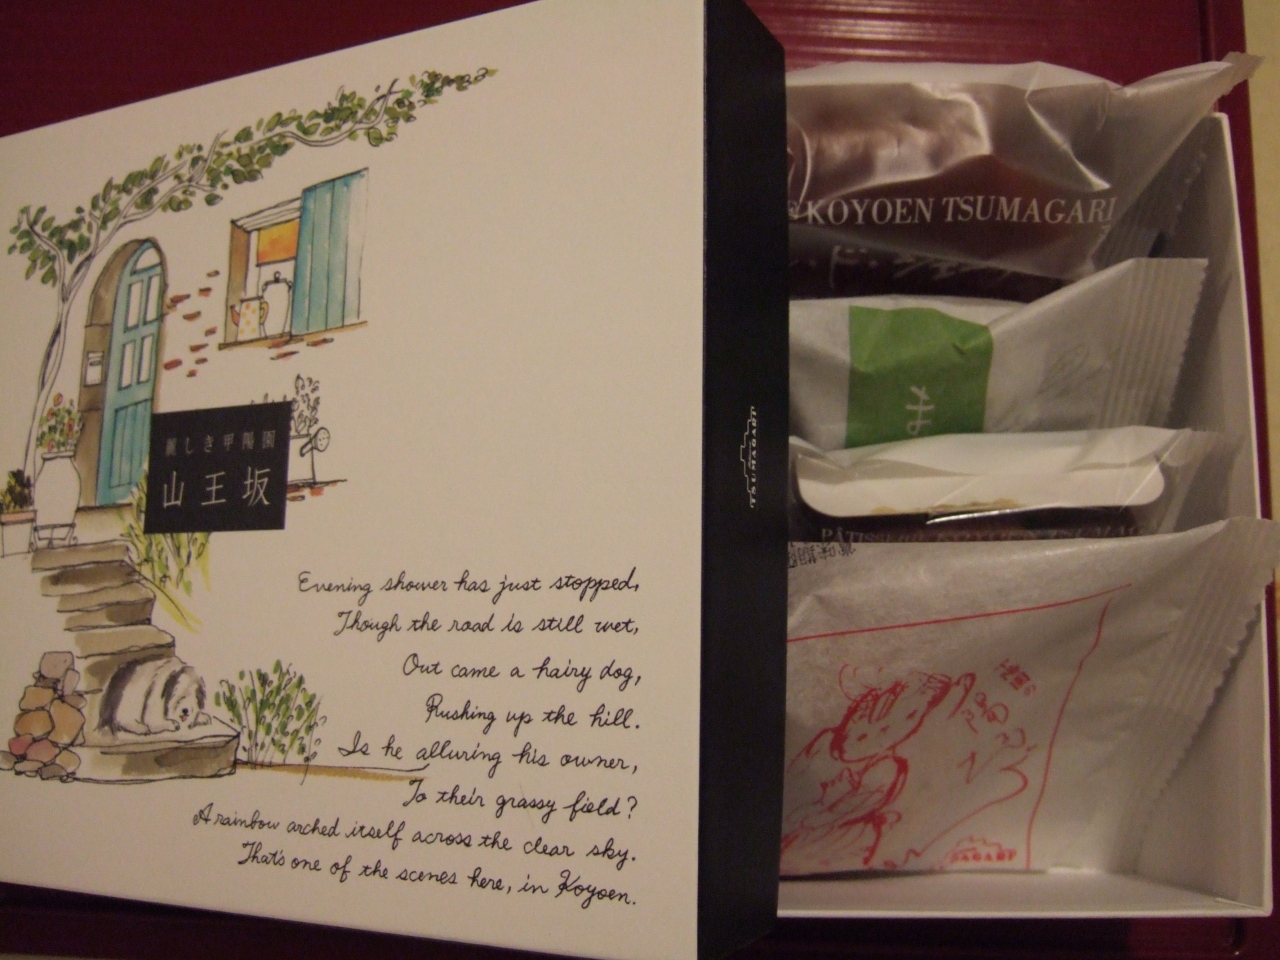 麗しき甲陽園
山王坂
Evening shower has just stopped,
Though the road is still wet,
Out came a hairy dog,
Rushing up the hill.
Is he alluring his owner,
To their grassy field?
A rainbow arched itself across the clear sky.
That's one of the scenes here, in Koyoen.
TSUMAGARI
KOYOEN TSUMAGARI